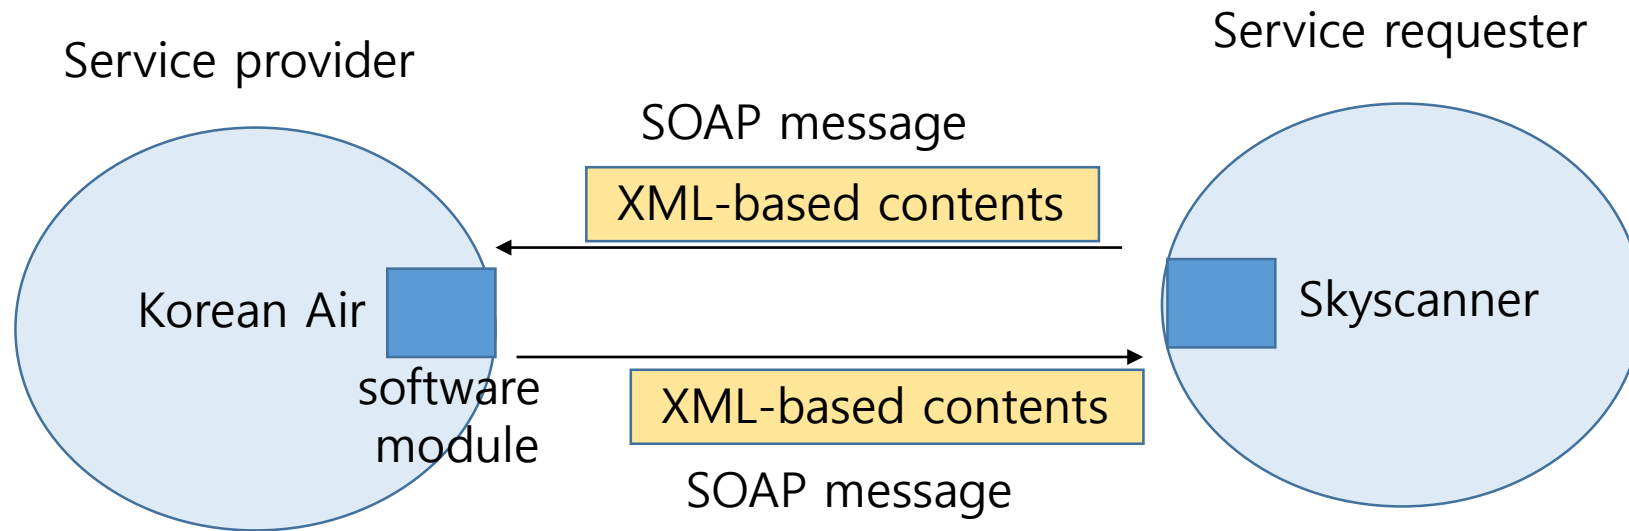 Service provider
Service requester
SOAP message
XML-based contents
Korean Air
Skyscanner
software
module
XML-based contents
SOAP message